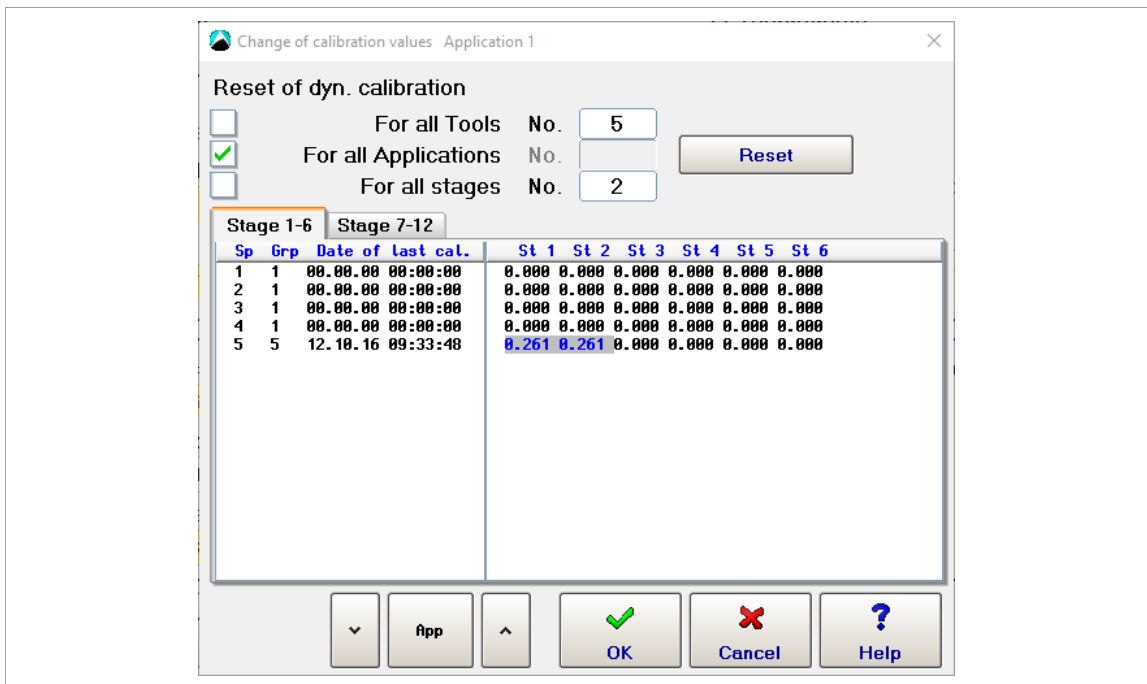 Change of calibration values Application 1
Reset of dyn. calibration
For all Tools No. 5
For all Applications No.
Reset
For all stages No. 2
Stage 1-6 Stage 7-12
Sp Grp Date of last cal. St 1 St 2 St 3 St 4 St 5 St 6
1 1 00.00.00 00:00:00 0.000 0.000 0.000 0.000 0.000 0.000
2 1 00.00.00 00:00:00 0.000 0.000 0.000 0.000 0.000 0.000
3 1 00.00.00 00:00:00 0.000 0.000 0.000 0.000 0.000 0.000
4 1 00.00.00 00:00:00 0.000 0.000 0.000 0.000 0.000 0.000
5 5 12.10.16 09:33:48 0.261 0.261 0.000 0.000 0.000 0.000
App
OK Cancel Help